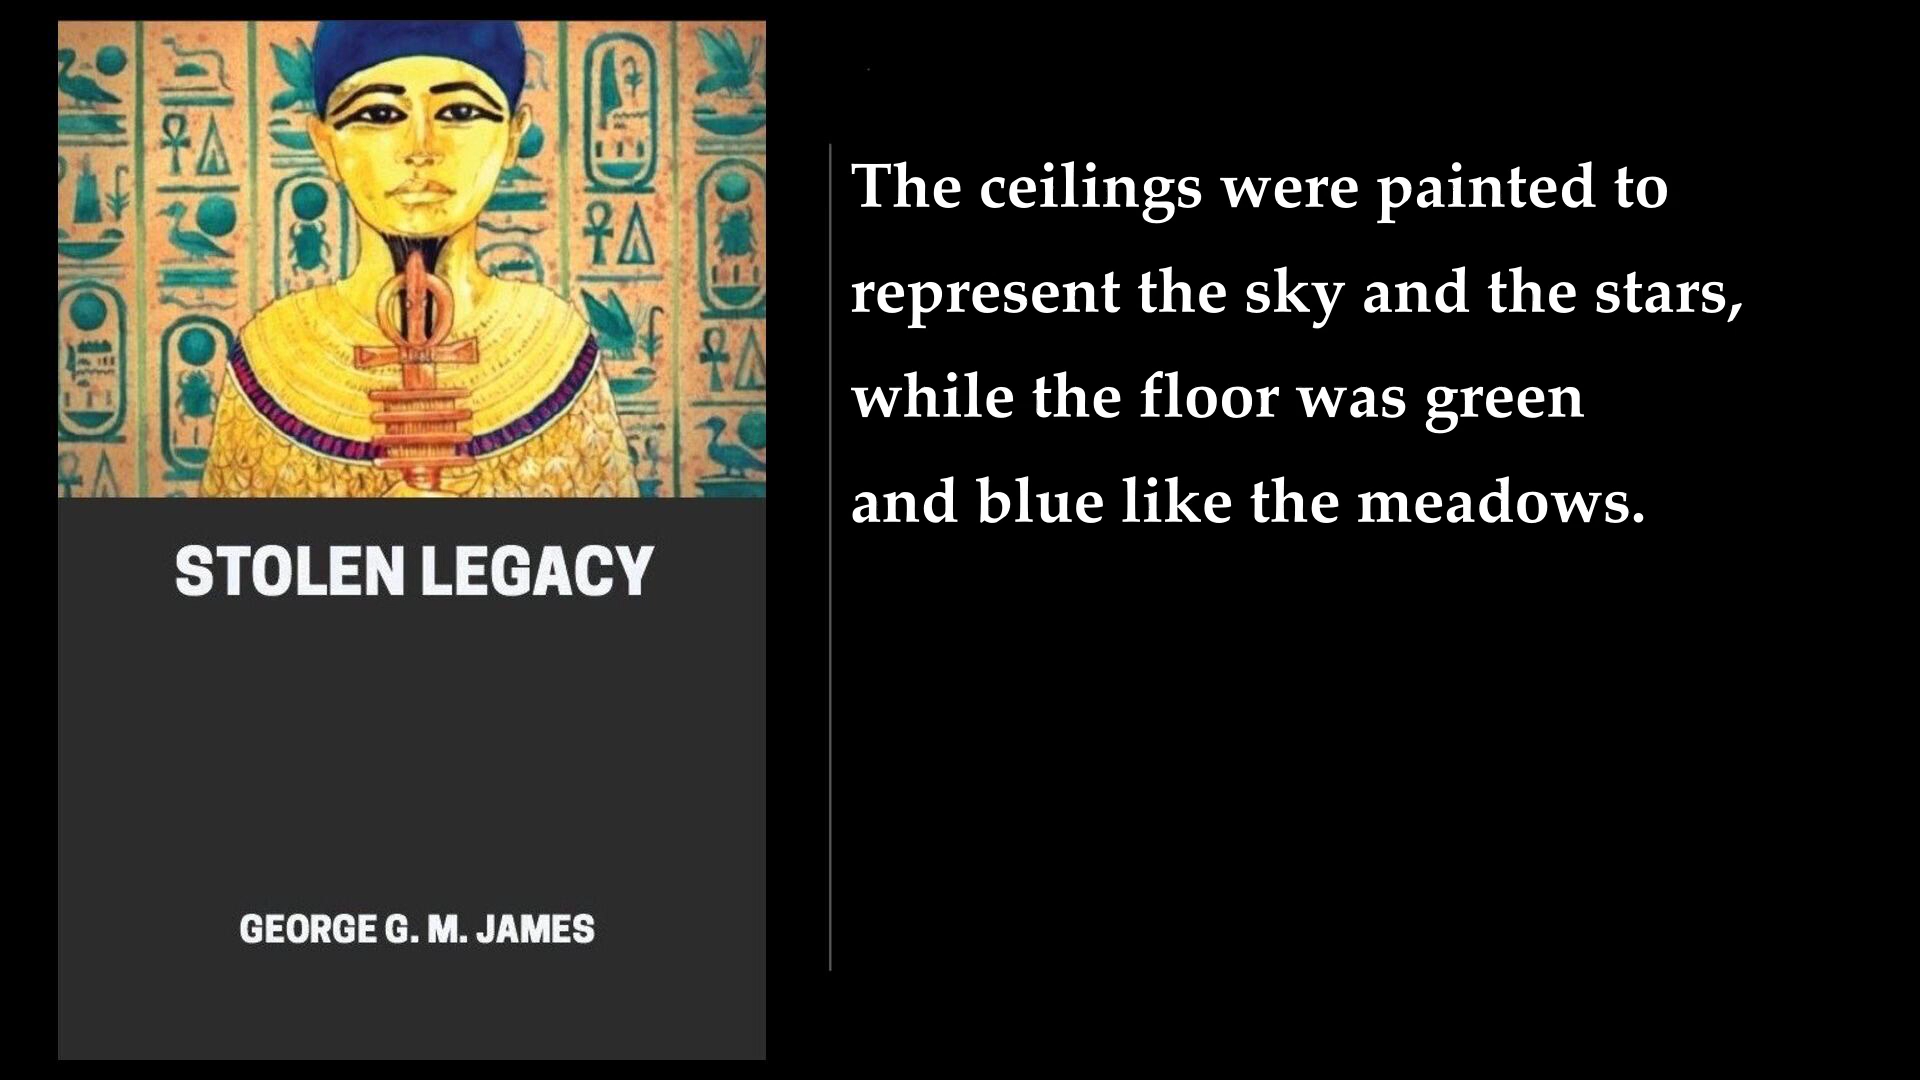 STOLEN LEGACY
GEORGE G. M. JAMES
The ceilings were painted to
represent the sky and the stars,
while the floor was green
and blue like the meadows.